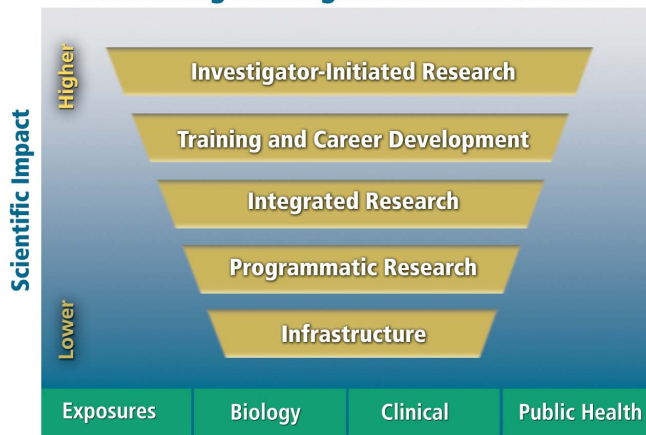 Higher
Investigator-Initiated Research
Training and Career Development
Integrated Research
Programmatic Research
Infrastructure
Lower
Scientific Impact
Exposures
Biology
Clinical
Public Health